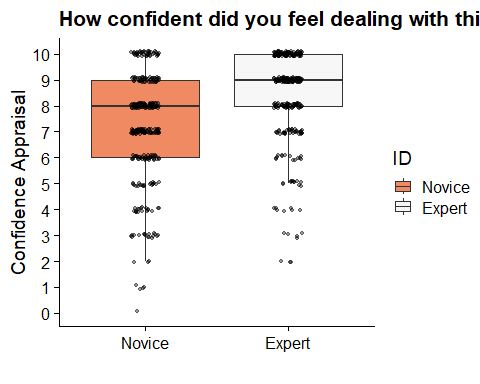 How confident did you feel dealing with thi
Confidence Appraisal
10
9
8
7
6
5
4
3
2
1
0
Novice
Expert
ID
Novice
Expert